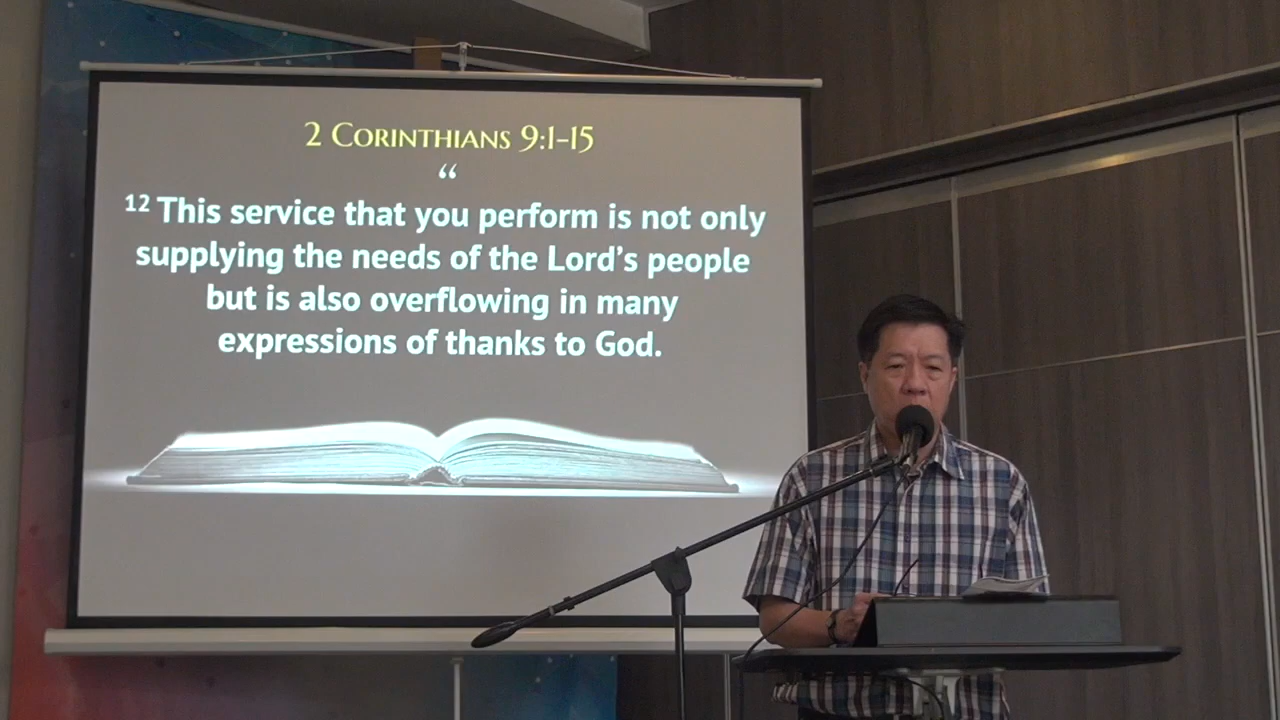 2 Corinthians 9:1-15
“
12 This service that you perform is not only
supplying the needs of the Lord’s people
but is also overflowing in many
expressions of thanks to God.